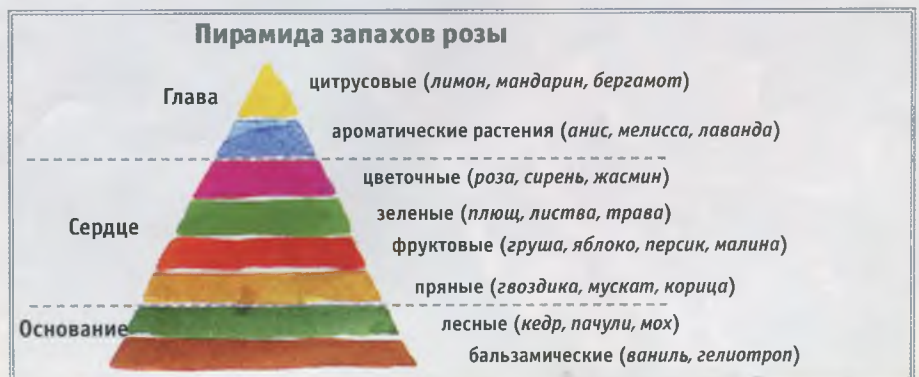 Пирамида запахов розы
Глава
цитрусовые (лимон, мандарин, бергамот)
ароматические растения (анис, мелисса, лаванда)
цветочные (роза, сирень, жасмин)
Сердце
зеленые (плющ, листва, трава)
фруктовые (груша, яблоко, персик, малина)
пряные (гвоздика, мускат, корица)
Основание
лесные (кедр, пачули, мох)
бальзамические (ваниль, гелиотроп)